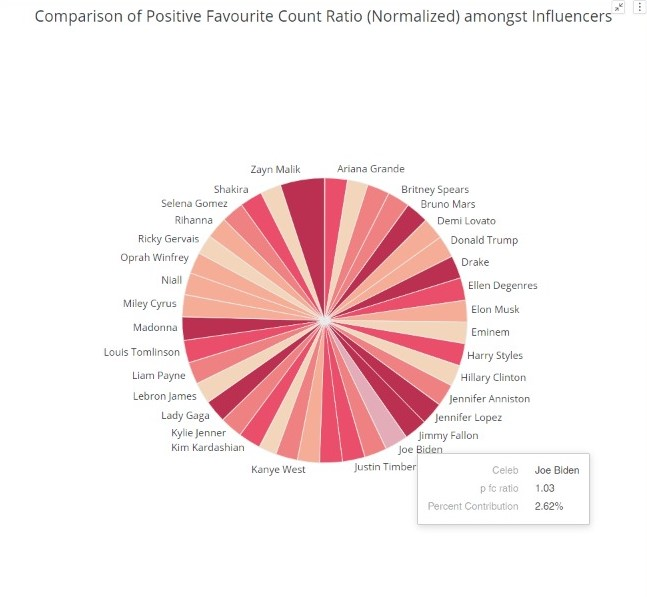 Comparison of Positive Favourite Count Ratio (Normalized) amongst Influencers
Zayn Malik
Ariana Grande
Shakira
Britney Spears
Selena Gomez
Bruno Mars
Rihanna
Demi Lovato
Ricky Gervais
Donald Trump
Oprah Winfrey
Drake
Niall
Ellen Degenres
Miley Cyrus
Elon Musk
Madonna
Eminem
Louis Tomlinson
Harry Styles
Liam Payne
Hillary Clinton
Lebron James
Jennifer Anniston
Lady Gaga
Jennifer Lopez
Kylie Jenner
Jimmy Fallon
Kim Kardashian
Joe Biden
Kanye West
Justin Timber
Celeb Joe Biden
p fc ratio 1.03
Percent Contribution 2.62%